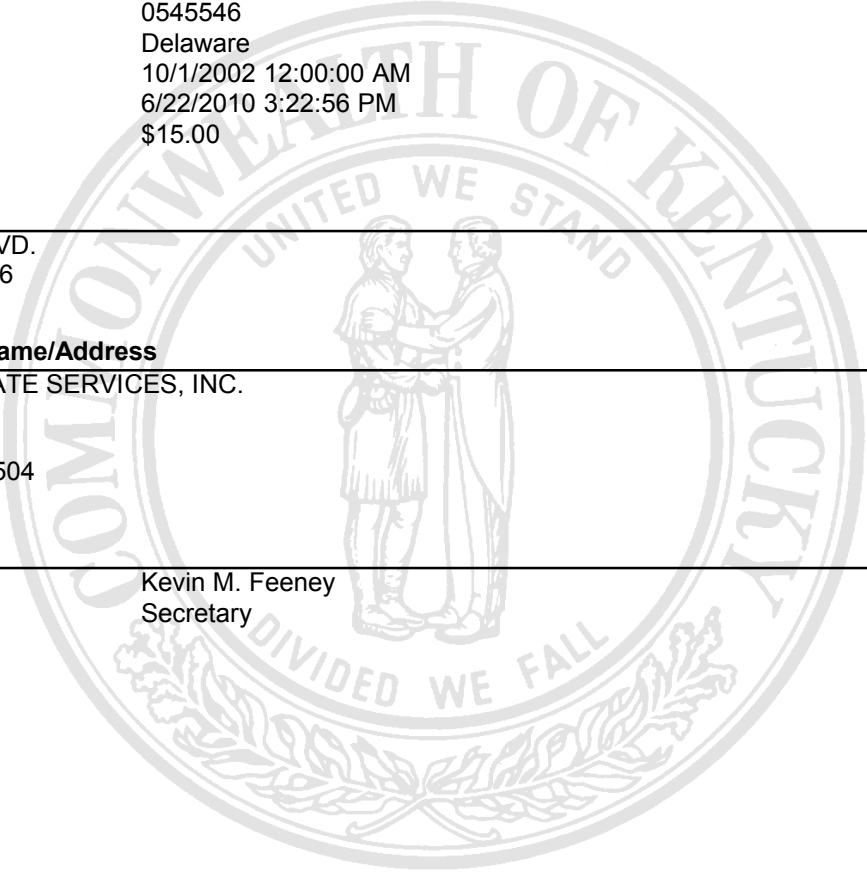 0545546
Delaware
10/1/2002 12:00:00 AM
6/22/2010 3:22:56 PM
$15.00
VD.
6
ame/Address
ATE SERVICES, INC.
504
Kevin M. Feeney
Secretary
COMMONWEALTH OF KENTUCKY
UNITED WE STAND
DIVIDED WE FALL